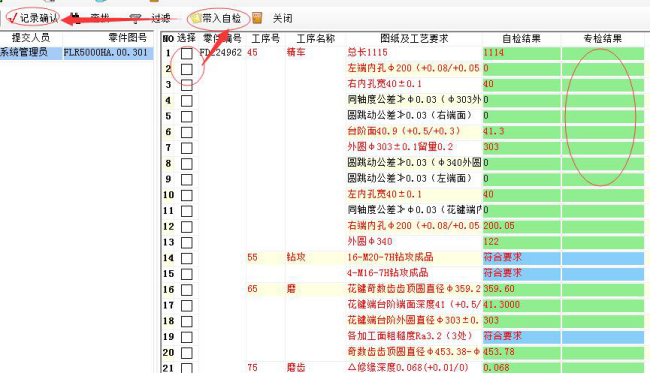 记录确认 查找 过滤 带入自检 关闭
提交人员 零件图号
系统管理员 FLR5000HA.00.301
NO 选择 零件编号 工序号 工序名称 图纸及工艺要求 自检结果 专检结果
1 FD224962 45 精车 总长1115 1114
2 左端内孔φ200 (+0.08/+0.05 0
3 右内孔宽40±0.1 40
4 同轴度公差≯φ0.03 (φ303外 0
5 圆跳动公差≯0.03 (右端面) 0
6 台阶面40.9 (+0.5/+0.3) 41.3
7 外圆φ303±0.1留量0.2 303
8 圆跳动公差≯0.03 (φ340外圆 0
9 圆跳动公差≯0.03 (左端面) 0
10 左内孔宽40±0.1 40
11 同轴度公差≯φ0.03 (花键端内 0
12 右端内孔φ200 (+0.08/+0.05 200.05
13 外圆φ340 122
14 55 钻攻 16-M20-7H钻攻成品 符合要求
15 4-M16-7H钻攻成品 符合要求
16 65 磨 花键奇数齿齿顶圆直径φ359.2 359.60
17 花键端台阶端面深度41 (+0.5/ 41.3000
18 花键端台阶外圆直径φ303±0. 303
19 各加工面粗糙度Ra3.2 (3处) 符合要求
20 奇数齿齿顶圆直径φ453.38-φ 453.78
21 75 磨齿 △修缘深度0.068(+0.01/0) 0.068